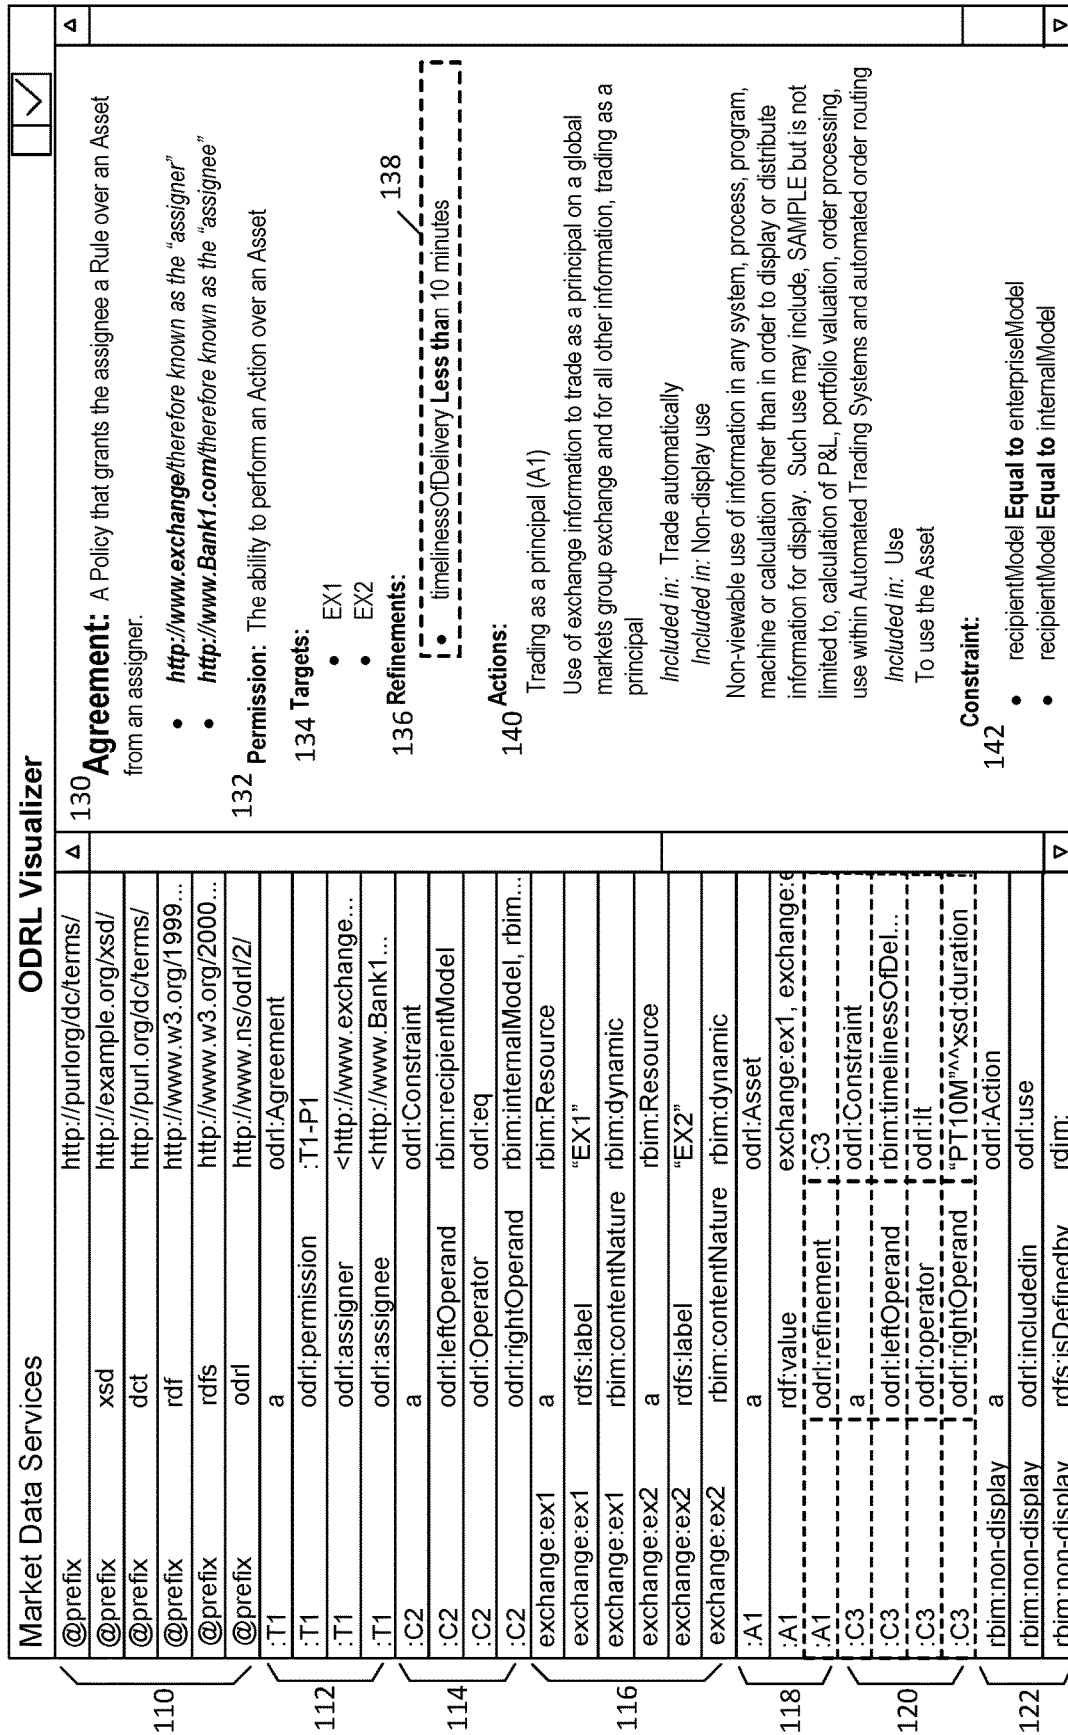 Market Data Services
ODRL Visualizer
110
@prefix http://purlorg/dc/terms/
@prefix xsd http://example.org/xsd/
@prefix dct http://purl.org/dc/terms/
@prefix rdf http://www.w3.org/1999...
@prefix rdfs http://www.w3.org/2000...
@prefix odrl http://www.ns/odrl/2/
112
:T1 a odrl:Agreement
:T1 odrl:permission :T1-P1
:T1 odrl:assigner <http://www.exchange...
:T1 odrl:assignee <http://www.Bank1...
114
:C2 a odrl:Constraint
:C2 odrl:leftOperand rbim:recipientModel
:C2 odrl:Operator odrl:eq
:C2 odrl:rightOperand rbim:internalModel, rbim...
116
exchange:ex1 a rbim:Resource
exchange:ex1 rdfs:label “EX1”
exchange:ex1 rbim:contentNature rbim:dynamic
exchange:ex2 a rbim:Resource
exchange:ex2 rdfs:label “EX2”
exchange:ex2 rbim:contentNature rbim:dynamic
118
:A1 a odrl:Asset
:A1 rdf:value exchange:ex1, exchange:e
:A1 odrl:refinement :C3
120
:C3 a odrl:Constraint
:C3 odrl:leftOperand rbim:timelinessOfDel...
:C3 odrl:operator odrl:lt
:C3 odrl:rightOperand “PT10M”^^xsd:duration
122
rbim:non-display a odrl:Action
rbim:non-display odrl:includedin odrl:use
rbim:non-display rdfs:isDefinedby rdim:
130
Agreement: A Policy that grants the assignee a Rule over an Asset
from an assigner.
• http://www.exchange/therefore known as the “assigner”
• http://www.Bank1.com/therefore known as the “assignee”
132
Permission: The ability to perform an Action over an Asset
134 Targets:
• EX1
• EX2
136 Refinements:
138
• timelinessOfDelivery Less than 10 minutes
140 Actions:
Trading as a principal (A1)
Use of exchange information to trade as a principal on a global
markets group exchange and for all other information, trading as a
principal
Included in: Trade automatically
Included in: Non-display use
Non-viewable use of information in any system, process, program,
machine or calculation other than in order to display or distribute
information for display. Such use may include, SAMPLE but is not
limited to, calculation of P&L, portfolio valuation, order processing,
use within Automated Trading Systems and automated order routing
Included in: Use
To use the Asset
Constraint:
142
• recipientModel Equal to enterpriseModel
• recipientModel Equal to internalModel